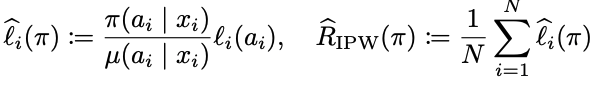 $\widehat{\ell}_i(\pi) := \frac{\pi(a_i \mid x_i)}{\mu(a_i \mid x_i)} \ell_i(a_i), \quad \widehat{R}_{\mathrm{IPW}}(\pi) := \frac{1}{N} \sum_{i=1}^{N} \widehat{\ell}_i(\pi)$